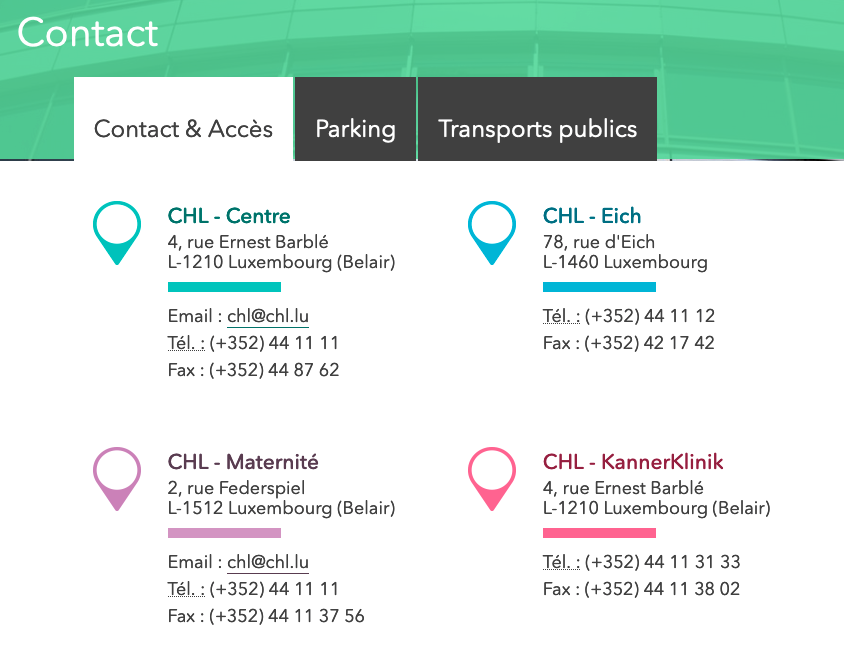 Contact
Contact & Accès
Parking
Transports publics
CHL - Centre
4, rue Ernest Barblé
L-1210 Luxembourg (Belair)
Email : chl@chl.lu
Tél. : (+352) 44 11 11
Fax : (+352) 44 87 62
CHL - Eich
78, rue d'Eich
L-1460 Luxembourg
Tél. : (+352) 44 11 12
Fax : (+352) 42 17 42
CHL - Maternité
2, rue Federspiel
L-1512 Luxembourg (Belair)
Email : chl@chl.lu
Tél. : (+352) 44 11 11
Fax : (+352) 44 11 37 56
CHL - KannerKlinik
4, rue Ernest Barblé
L-1210 Luxembourg (Belair)
Tél. : (+352) 44 11 31 33
Fax : (+352) 44 11 38 02